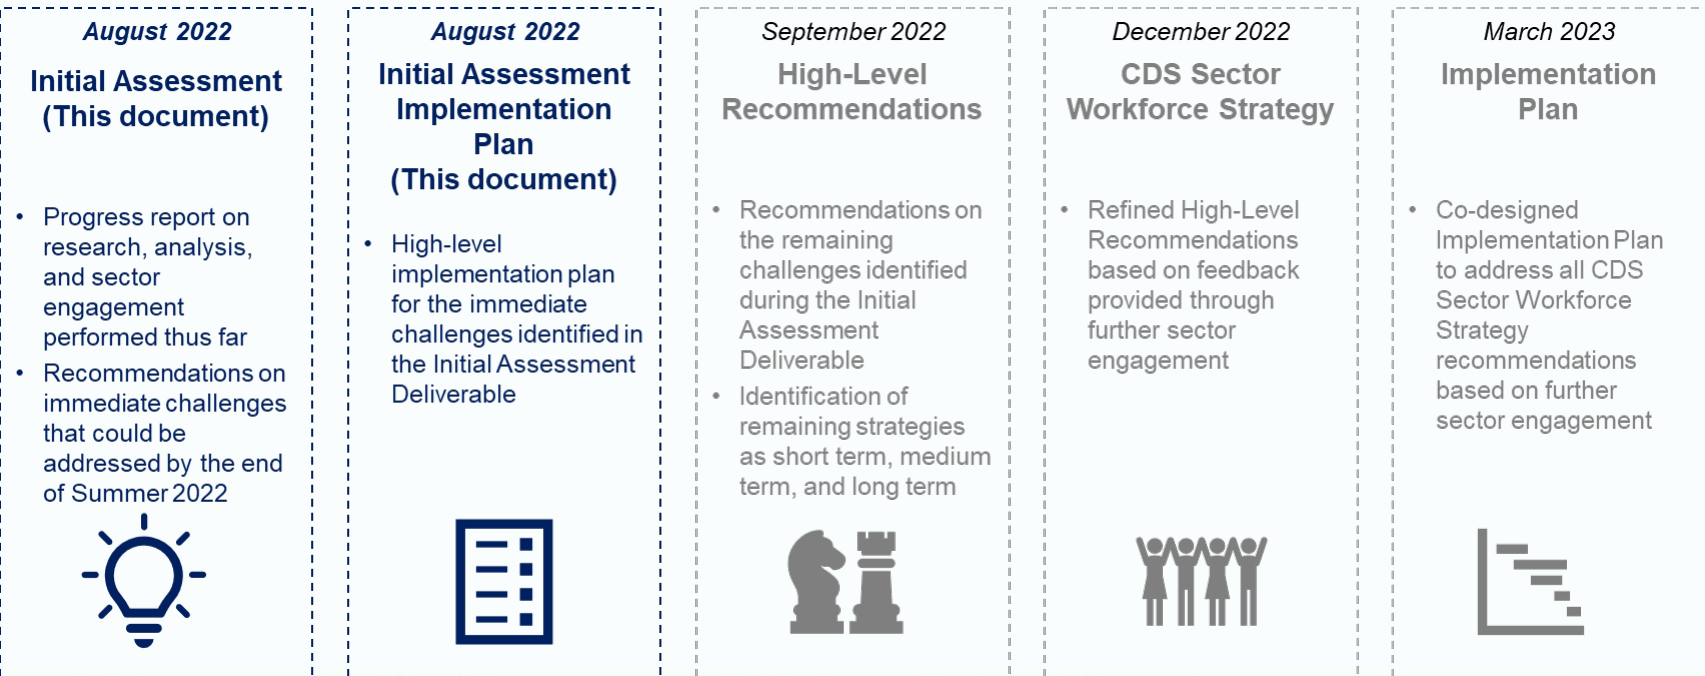 August 2022
Initial Assessment
(This document)
• Progress report on
research, analysis,
and sector
engagement
performed thus far
• Recommendations on
immediate challenges
that could be
addressed by the end
of Summer 2022
August 2022
Initial Assessment
Implementation
Plan
(This document)
• High-level
implementation plan
for the immediate
challenges identified in
the Initial Assessment
Deliverable
September 2022
High-Level
Recommendations
• Recommendations on
the remaining
challenges identified
during the Initial
Assessment
Deliverable
• Identification of
remaining strategies
as short term, medium
term, and long term
December 2022
CDS Sector
Workforce Strategy
• Refined High-Level
Recommendations
based on feedback
provided through
further sector
engagement
March 2023
Implementation
Plan
• Co-designed
Implementation Plan
to address all CDS
Sector Workforce
Strategy
recommendations
based on further
sector engagement